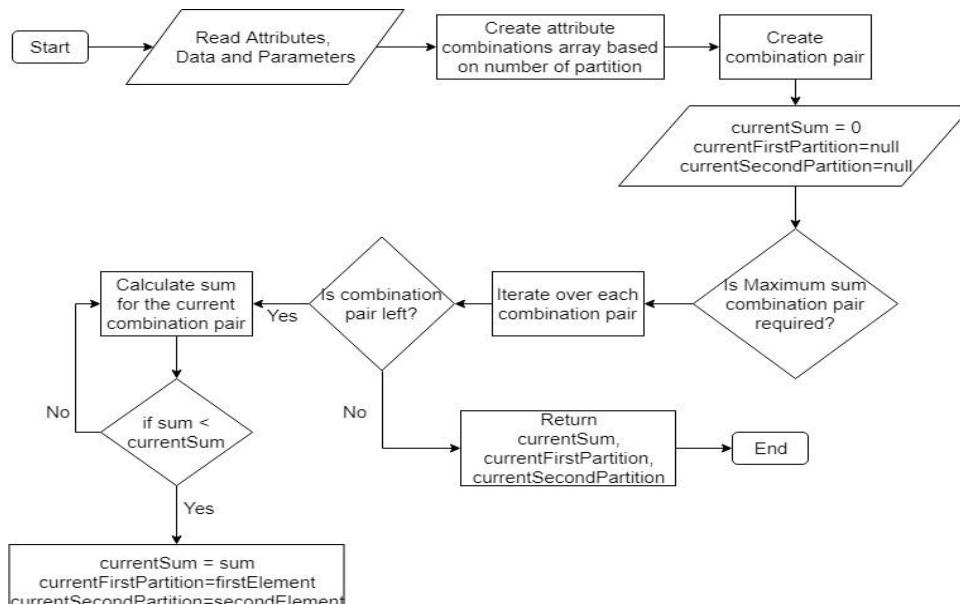 Start
Read Attributes,
Data and Parameters
Create attribute
combinations array based
on number of partition
Create
combination pair
currentSum = 0
currentFirstPartition=null
currentSecondPartition=null
Is Maximum sum
combination pair
required?
Iterate over each
combination pair
Is combination
pair left?
Yes
Calculate sum
for the current
combination pair
No
if sum <
currentSum
No
Return
currentSum,
currentFirstPartition,
currentSecondPartition
End
Yes
currentSum = sum
currentFirstPartition=firstElement
currentSecondPartition=secondElement